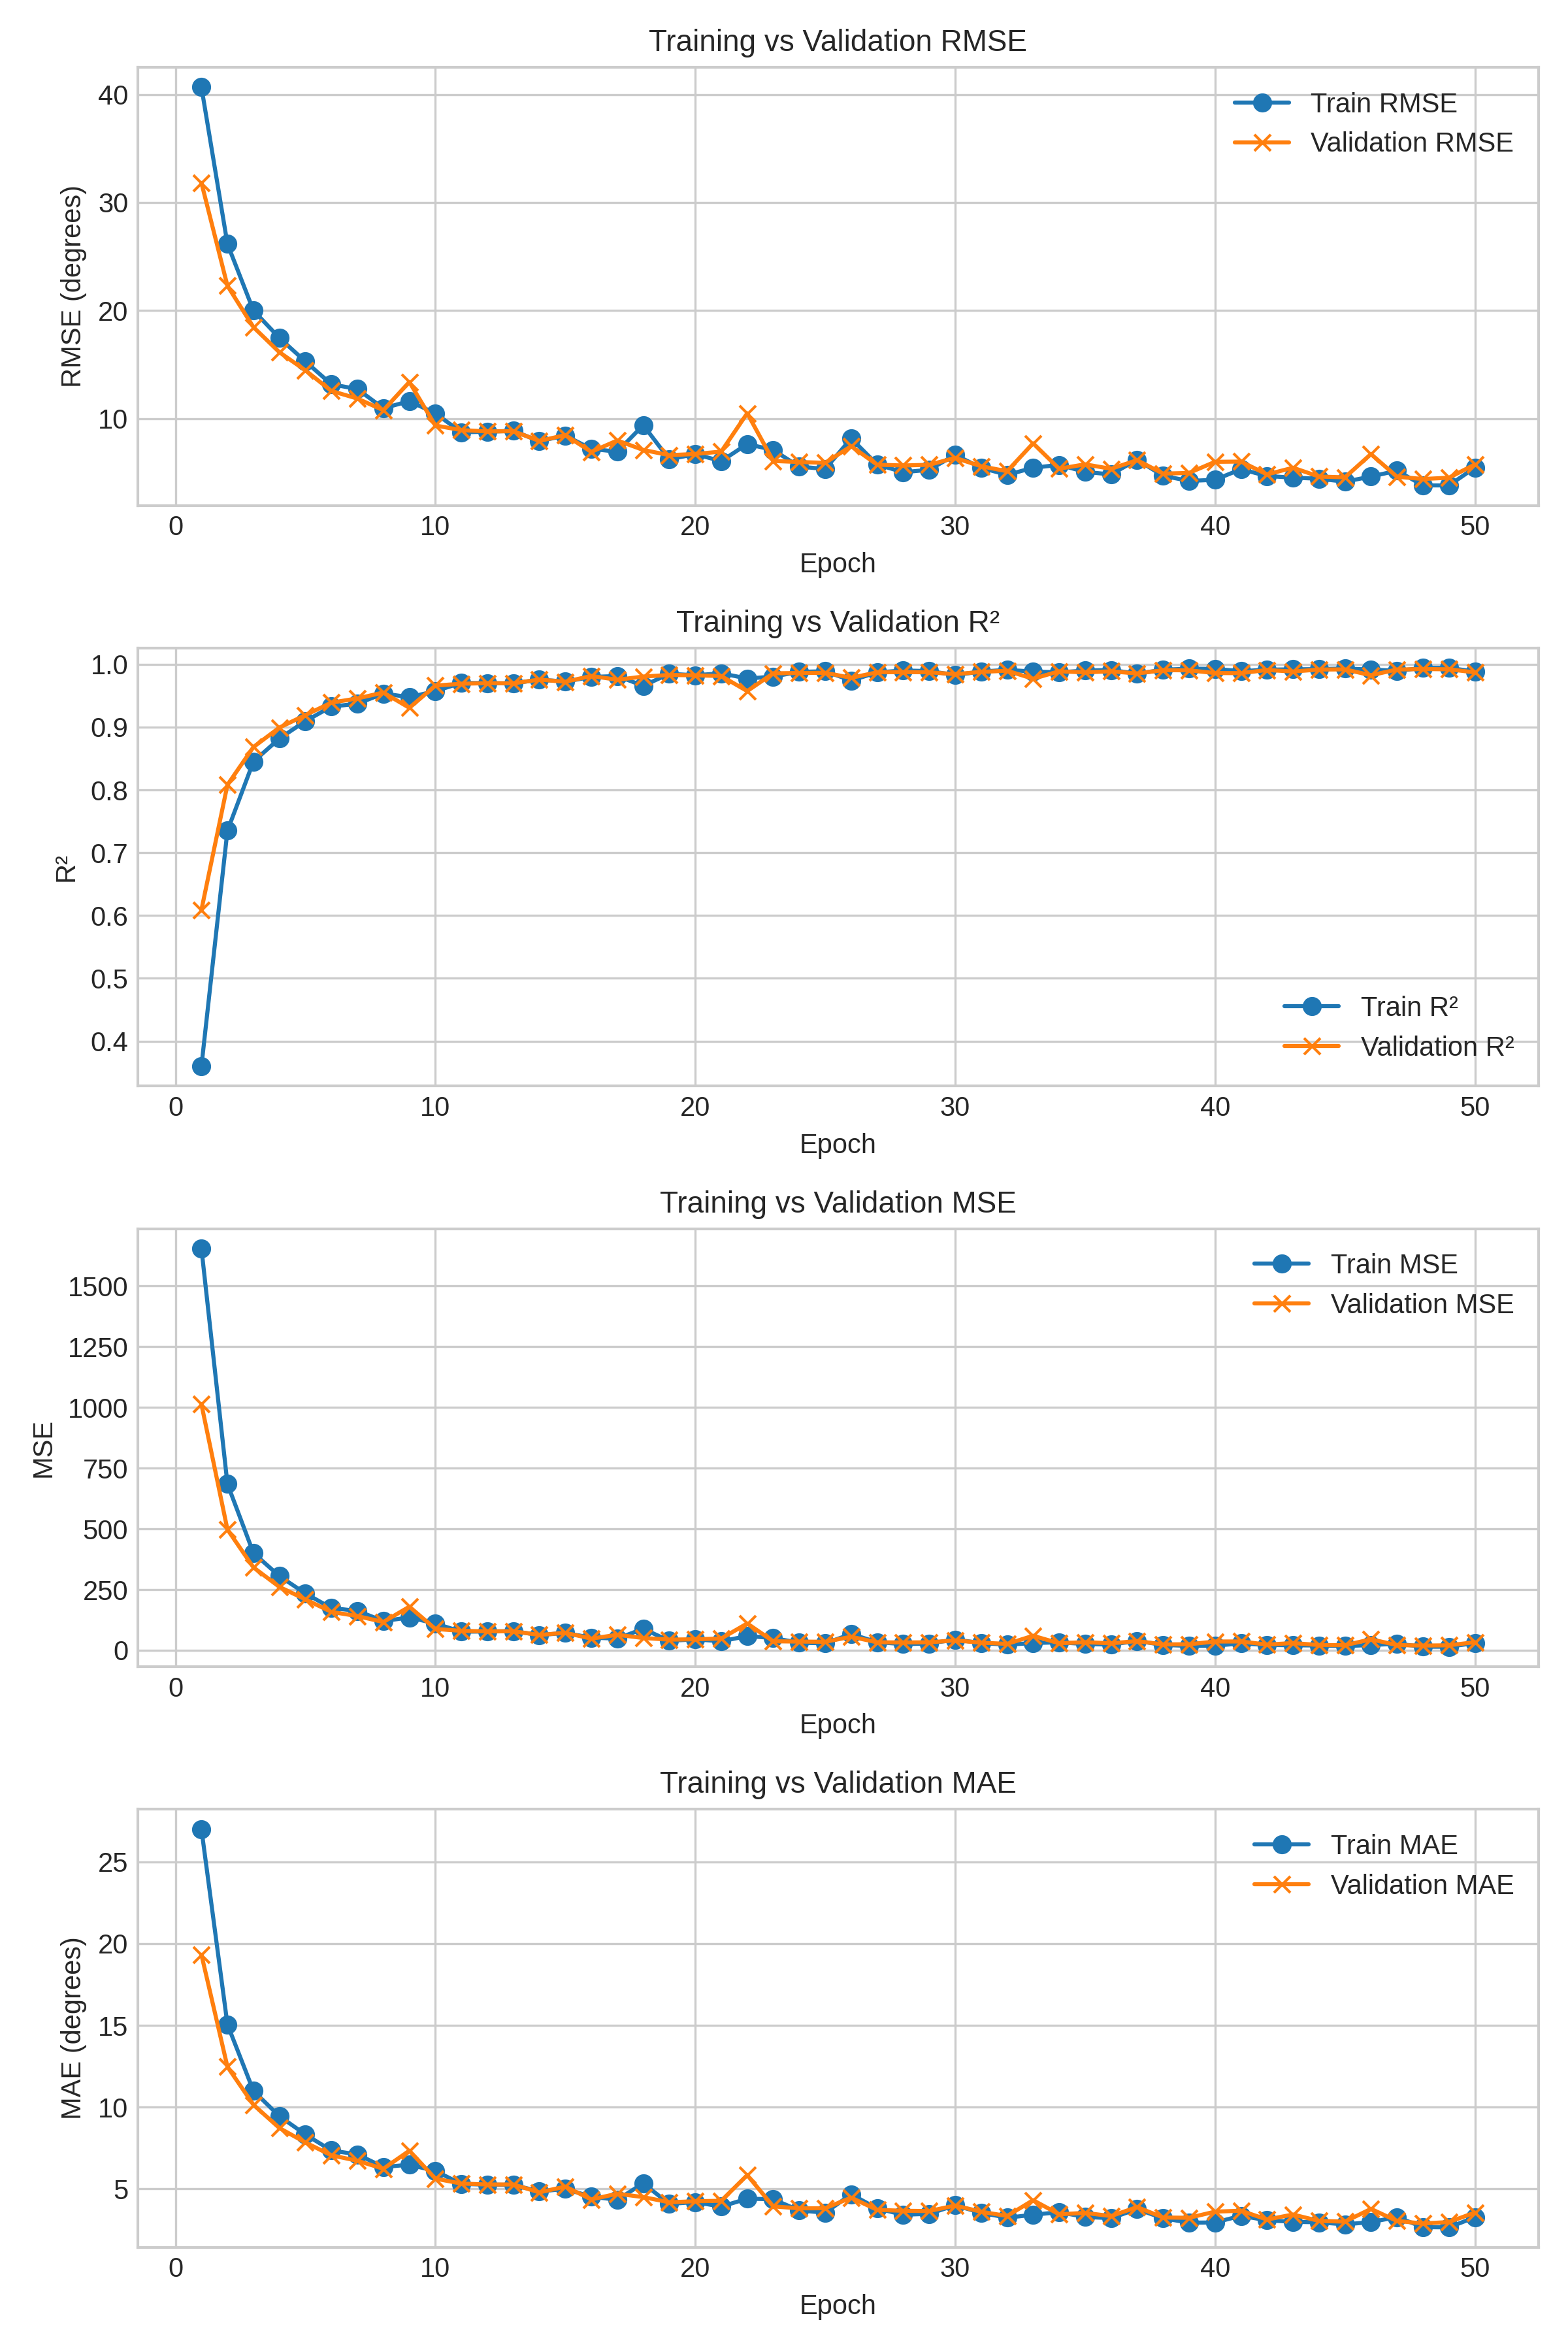 Training vs Validation RMSE
40
30
20
10
RMSE (degrees)
Train RMSE
Validation RMSE
0 10 20 30 40 50
Epoch
Training vs Validation R²
1.0
0.9
0.8
0.7
0.6
0.5
0.4
R²
Train R²
Validation R²
0 10 20 30 40 50
Epoch
Training vs Validation MSE
1500
1250
1000
750
500
250
0
MSE
Train MSE
Validation MSE
0 10 20 30 40 50
Epoch
Training vs Validation MAE
25
20
15
10
5
MAE (degrees)
Train MAE
Validation MAE
0 10 20 30 40 50
Epoch